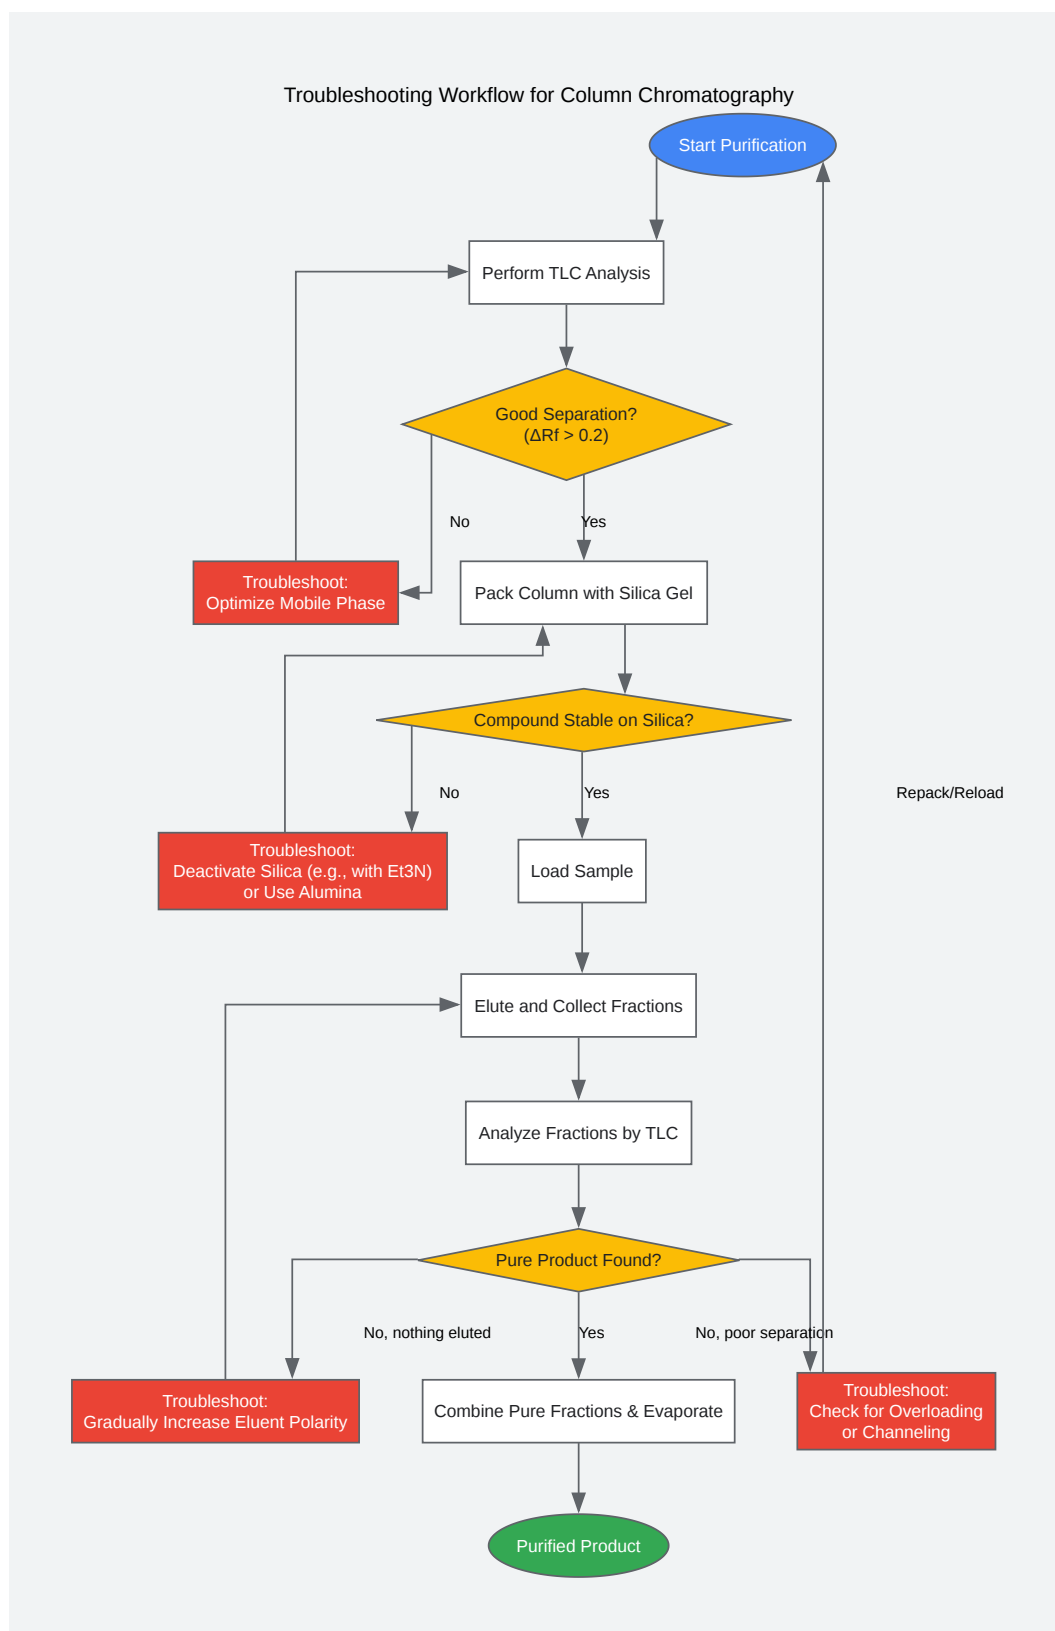 Troubleshooting Workflow for Column Chromatography
Start Purification
Perform TLC Analysis
Good Separation?
(ΔRf > 0.2)
No
Yes
Troubleshoot:
Optimize Mobile Phase
Pack Column with Silica Gel
Compound Stable on Silica?
No
Yes
Repack/Reload
Troubleshoot:
Deactivate Silica (e.g., with Et3N)
or Use Alumina
Load Sample
Elute and Collect Fractions
Analyze Fractions by TLC
Pure Product Found?
No, nothing eluted
Yes
No, poor separation
Troubleshoot:
Gradually Increase Eluent Polarity
Combine Pure Fractions & Evaporate
Troubleshoot:
Check for Overloading
or Channeling
Purified Product